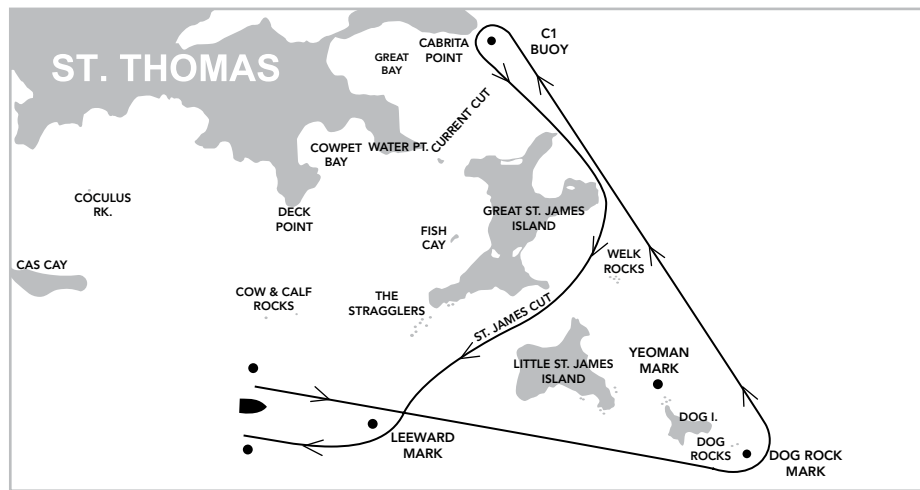 CABRITA
POINT
C1
BUOY
ST. THOMAS
GREAT
BAY
CURRENT CUT
COWPET
BAY
WATER PT.
COCULUS
RK.
DECK
POINT
GREAT ST. JAMES
ISLAND
FISH
CAY
WELK
ROCKS
CAS CAY
COW & CALF
ROCKS
THE
STRAGGLERS
ST. JAMES CUT
LITTLE ST. JAMES
ISLAND
YEOMAN
MARK
DOG I.
DOG
ROCKS
LEEWARD
MARK
DOG ROCK
MARK